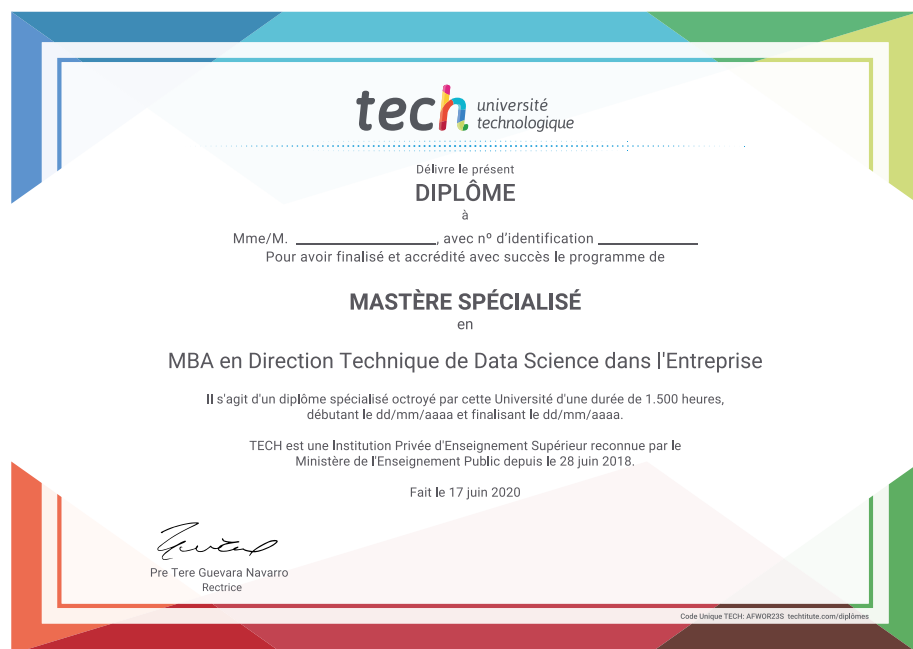 tech université
technologique
Délivre le présent
DIPLÔME
à
Mme/M. ____________________, avec nº d'identification ______________
Pour avoir finalisé et accrédité avec succès le programme de
MASTÈRE SPÉCIALISÉ
en
MBA en Direction Technique de Data Science dans l'Entreprise
Il s'agit d'un diplôme spécialisé octroyé par cette Université d'une durée de 1.500 heures,
débutant le dd/mm/aaaa et finalisant le dd/mm/aaaa.
TECH est une Institution Privée d'Enseignement Supérieur reconnue par le
Ministère de l'Enseignement Public depuis le 28 juin 2018.
Fait le 17 juin 2020
Pre Tere Guevara Navarro
Rectrice
Code Unique TECH: AFWOR23S techtitute.com/diplômes